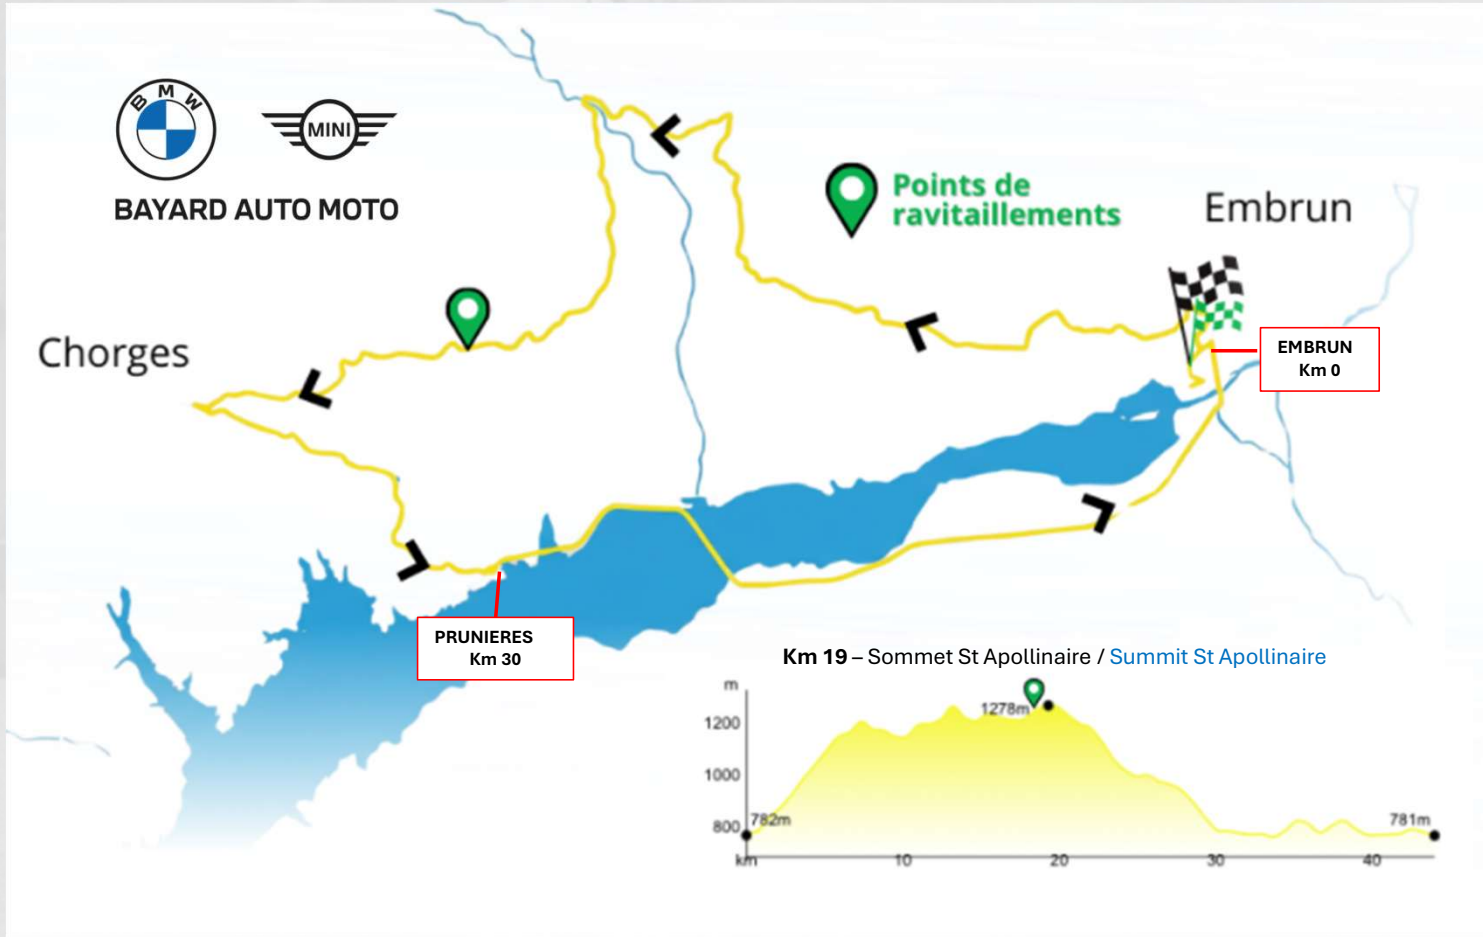 BMW
MINI
BAYARD AUTO MOTO
Points de
ravitaillements
Embrun
Chorges
EMBRUN
Km 0
PRUNIERES
Km 30
Km 19 – Sommet St Apollinaire / Summit St Apollinaire
m
1278m
1200
1000
800
782m
781m
km
10
20
30
40